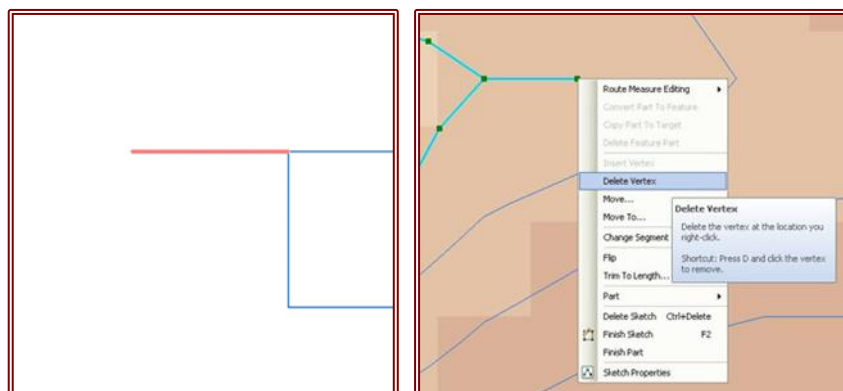 Route Measure Editing
Convert Part To Feature
Copy Part To Target
Delete Feature Part
Insert Vertex
Delete Vertex
Move...
Move To...
Change Segment
Flip
Trim To Length...
Part
Delete Sketch Ctrl+Delete
Finish Sketch F2
Finish Part
Sketch Properties
Delete Vertex
Delete the vertex at the location you
right-click.
Shortcut: Press D and click the vertex
to remove.